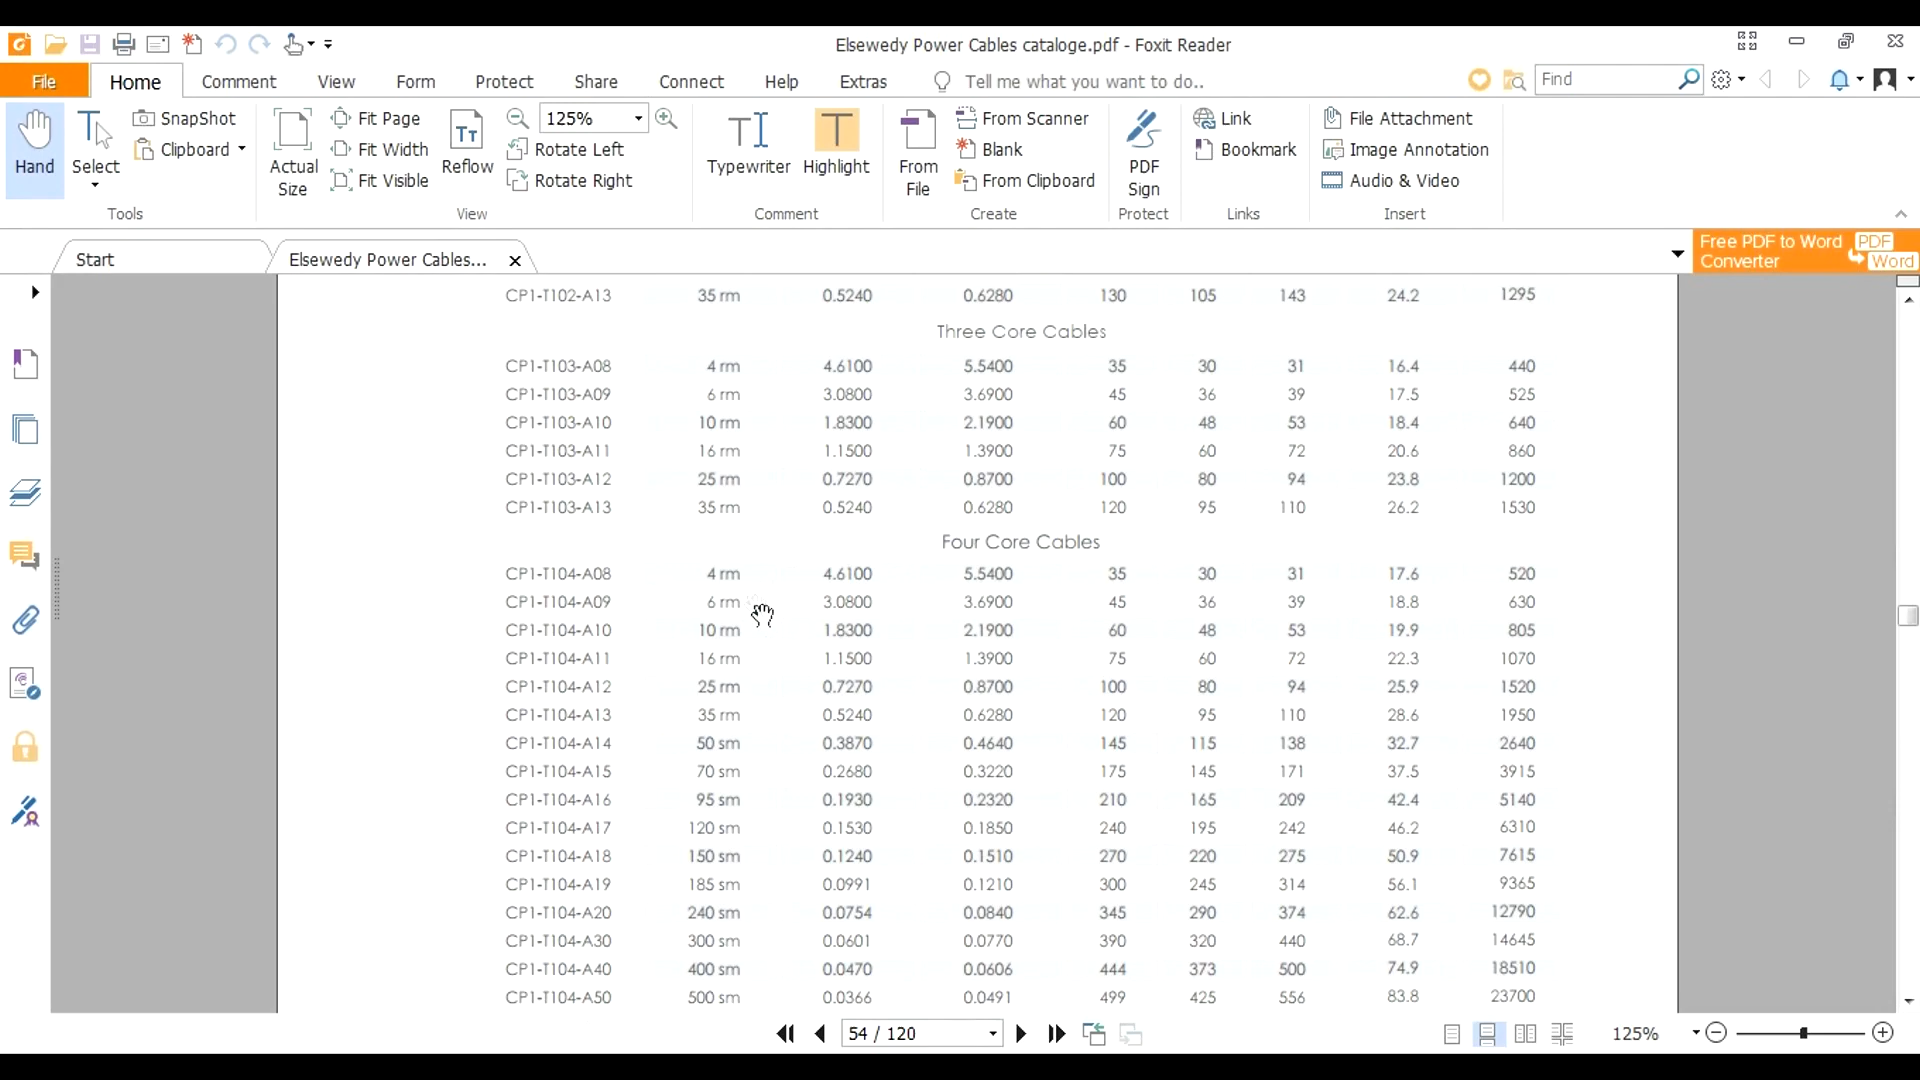 Elsewedy Power Cables cataloge.pdf - Foxit Reader
File Home Comment View Form Protect Share Connect Help Extras Tell me what you want to do.. Find
Hand Select SnapShot Clipboard
Tools
Actual Size Fit Page Fit Width Fit Visible Reflow 125% Rotate Left Rotate Right
View
Typewriter Highlight
Comment
From File From Scanner Blank From Clipboard
Create
PDF Sign
Protect
Link Bookmark
Links
File Attachment Image Annotation Audio & Video
Insert
Start Elsewedy Power Cables...
Free PDF to Word Converter PDF Word
CP1-T102-A13 35 rm 0.5240 0.6280 130 105 143 24.2 1295
Three Core Cables
CP1-T103-A08 4 rm 4.6100 5.5400 35 30 31 16.4 440
CP1-T103-A09 6 rm 3.0800 3.6900 45 36 39 17.5 525
CP1-T103-A10 10 rm 1.8300 2.1900 60 48 53 18.4 640
CP1-T103-A11 16 rm 1.1500 1.3900 75 60 72 20.6 860
CP1-T103-A12 25 rm 0.7270 0.8700 100 80 94 23.8 1200
CP1-T103-A13 35 rm 0.5240 0.6280 120 95 110 26.2 1530
Four Core Cables
CP1-T104-A08 4 rm 4.6100 5.5400 35 30 31 17.6 520
CP1-T104-A09 6 rm 3.0800 3.6900 45 36 39 18.8 630
CP1-T104-A10 10 rm 1.8300 2.1900 60 48 53 19.9 805
CP1-T104-A11 16 rm 1.1500 1.3900 75 60 72 22.3 1070
CP1-T104-A12 25 rm 0.7270 0.8700 100 80 94 25.9 1520
CP1-T104-A13 35 rm 0.5240 0.6280 120 95 110 28.6 1950
CP1-T104-A14 50 sm 0.3870 0.4640 145 115 138 32.7 2640
CP1-T104-A15 70 sm 0.2680 0.3220 175 145 171 37.5 3915
CP1-T104-A16 95 sm 0.1930 0.2320 210 165 209 42.4 5140
CP1-T104-A17 120 sm 0.1530 0.1850 240 195 242 46.2 6310
CP1-T104-A18 150 sm 0.1240 0.1510 270 220 275 50.9 7615
CP1-T104-A19 185 sm 0.0991 0.1210 300 245 314 56.1 9365
CP1-T104-A20 240 sm 0.0754 0.0840 345 290 374 62.6 12790
CP1-T104-A30 300 sm 0.0601 0.0770 390 320 440 68.7 14645
CP1-T104-A40 400 sm 0.0470 0.0606 444 373 500 74.9 18510
CP1-T104-A50 500 sm 0.0366 0.0491 499 425 556 83.8 23700
54 / 120 125%